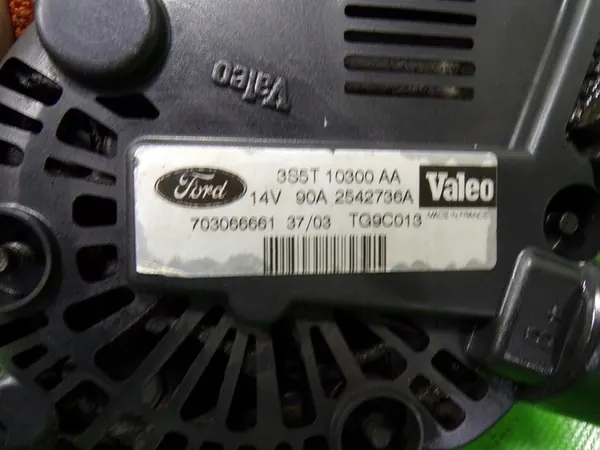 Valeo
Ford 3S5T 10300 AA Valeo
14V 90A 2542736A MADE IN FRANCE
703066661 37/03 TG9C013
B+